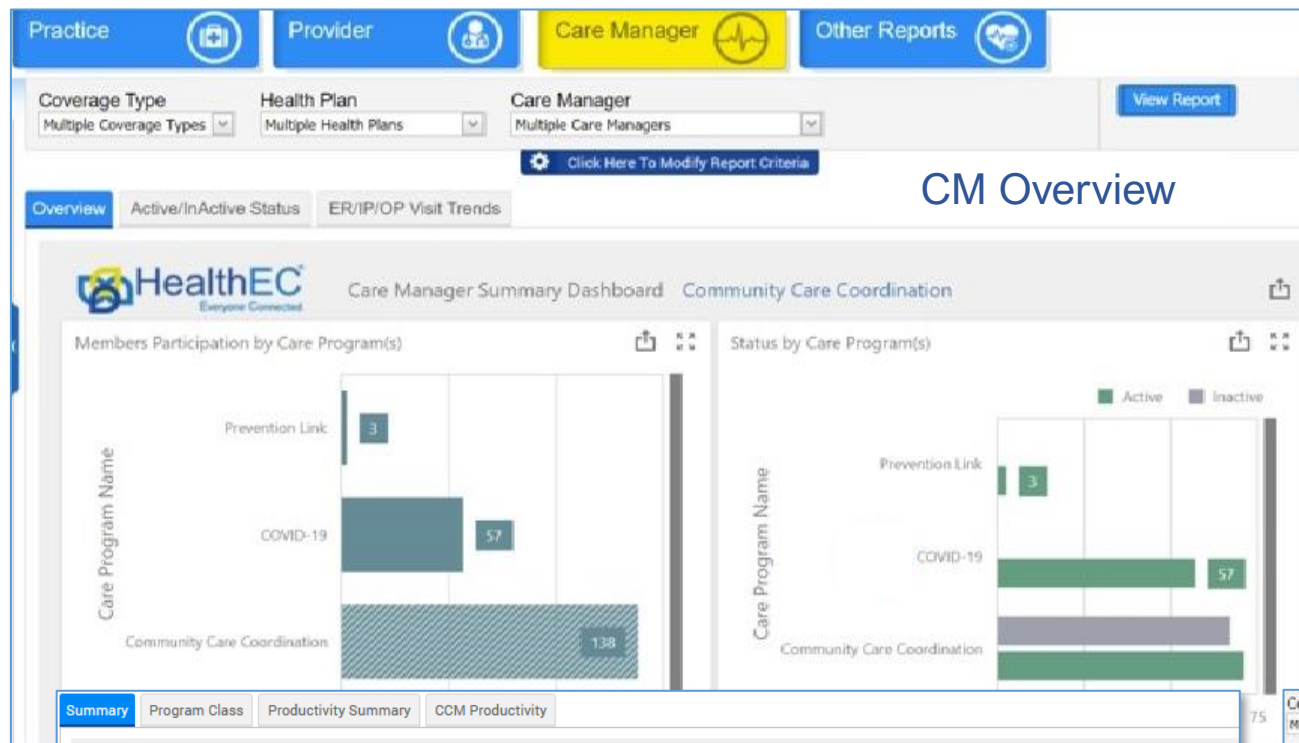 Practice
Provider
Care Manager
Other Reports
Coverage Type
Health Plan
Care Manager
View Report
Multiple Coverage Types
Multiple Health Plans
Multiple Care Managers
Click Here To Modify Report Criteria
CM Overview
Overview
Active/InActive Status
ER/IP/OP Visit Trends
HealthEC
Everyone Connected
Care Manager Summary Dashboard
Community Care Coordination
Members Participation by Care Program(s)
Care Program Name
Prevention Link
3
COVID-19
57
Community Care Coordination
138
Status by Care Program(s)
Active
Inactive
Care Program Name
Prevention Link
3
COVID-19
57
Community Care Coordination
75
Summary
Program Class
Productivity Summary
CCM Productivity